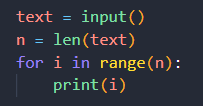 text = input()
n = len(text)
for i in range(n):
    print(i)